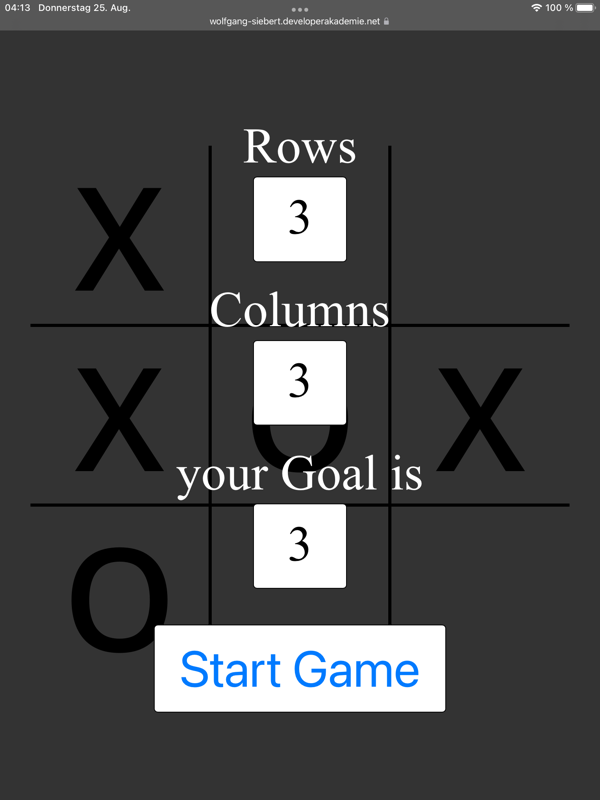 04:13 Donnerstag 25. Aug.
100 %
wolfgang-siebert.developerakademie.net
Rows
X
3
Columns
X
3
O
X
your Goal is
3
O
Start Game